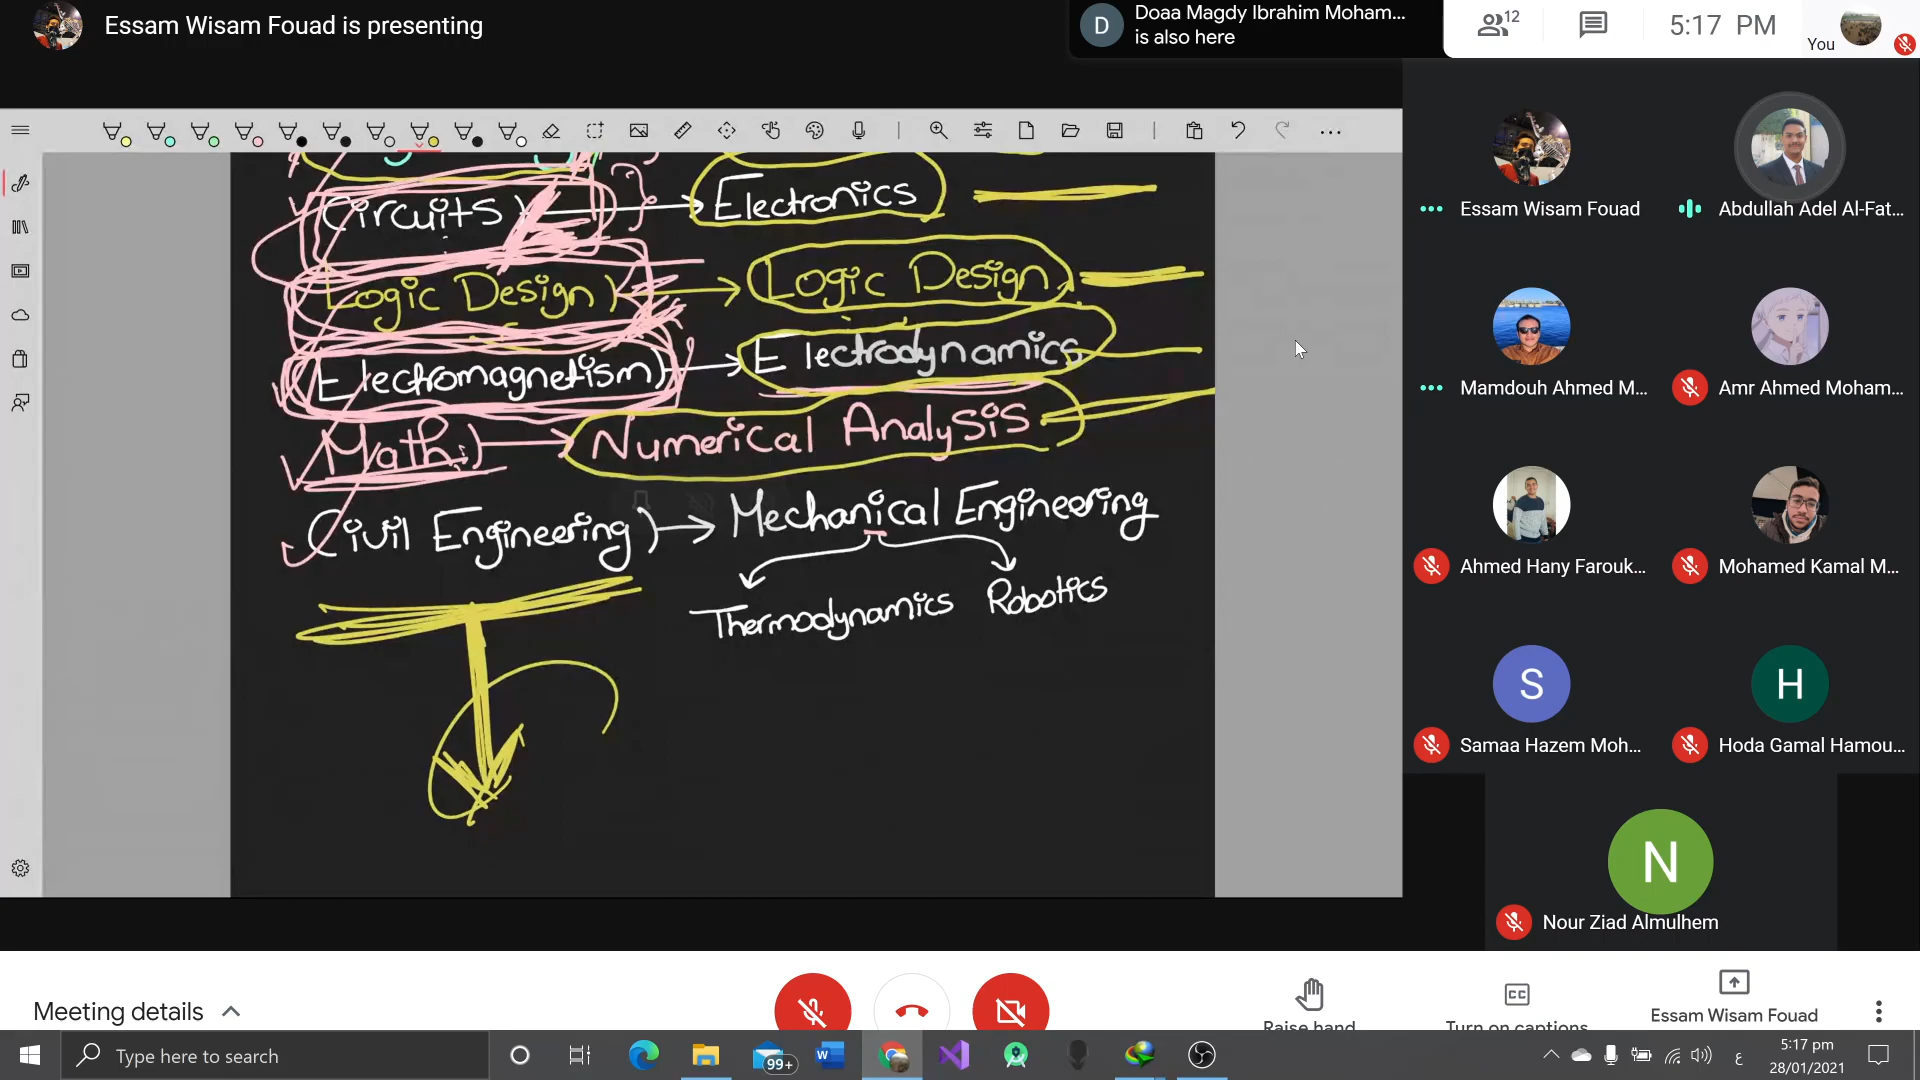 Essam Wisam Fouad is presenting
D
Doaa Magdy Ibrahim Moham...
is also here
12
5:17 PM
You
Circuits → Electronics
Logic Design → Logic Design
Electromagnetism → Electrodynamics
Math → Numerical Analysis
Civil Engineering → Mechanical Engineering
Thermodynamics Robotics
Essam Wisam Fouad
Abdullah Adel Al-Fat...
Mamdouh Ahmed M...
Amr Ahmed Moham...
Ahmed Hany Farouk...
Mohamed Kamal M...
S
H
Samaa Hazem Moh...
Hoda Gamal Hamou...
N
Nour Ziad Almulhem
Meeting details
Raise hand
Turn on captions
Essam Wisam Fouad
Type here to search
99+
W
ع
5:17 pm
28/01/2021